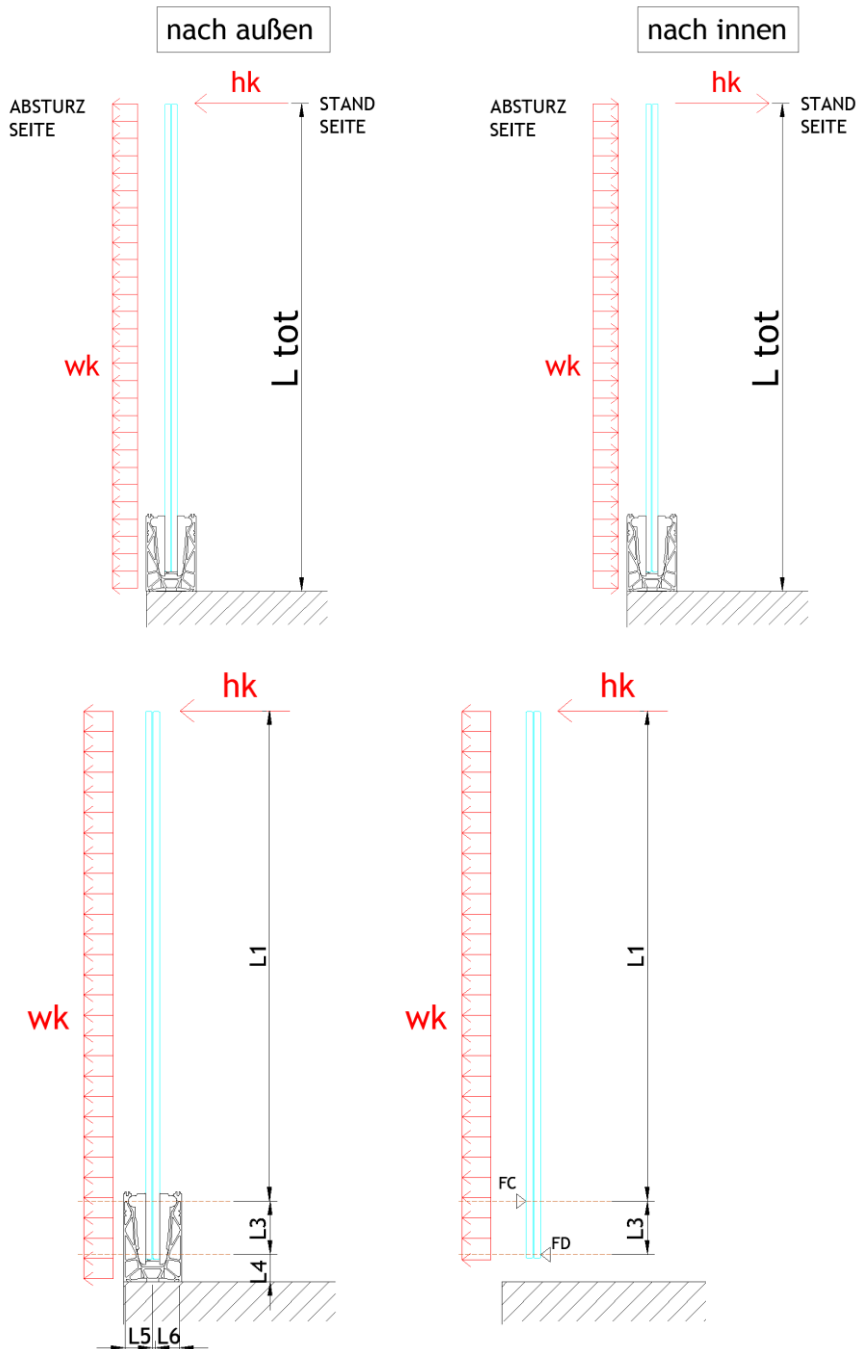 nach außen
nach innen
hk
hk
ABSTURZ
SEITE
STAND
SEITE
ABSTURZ
SEITE
STAND
SEITE
L tot
L tot
wk
wk
hk
hk
L1
L1
wk
wk
FC
L3
L3
FD
L4
L5
L6